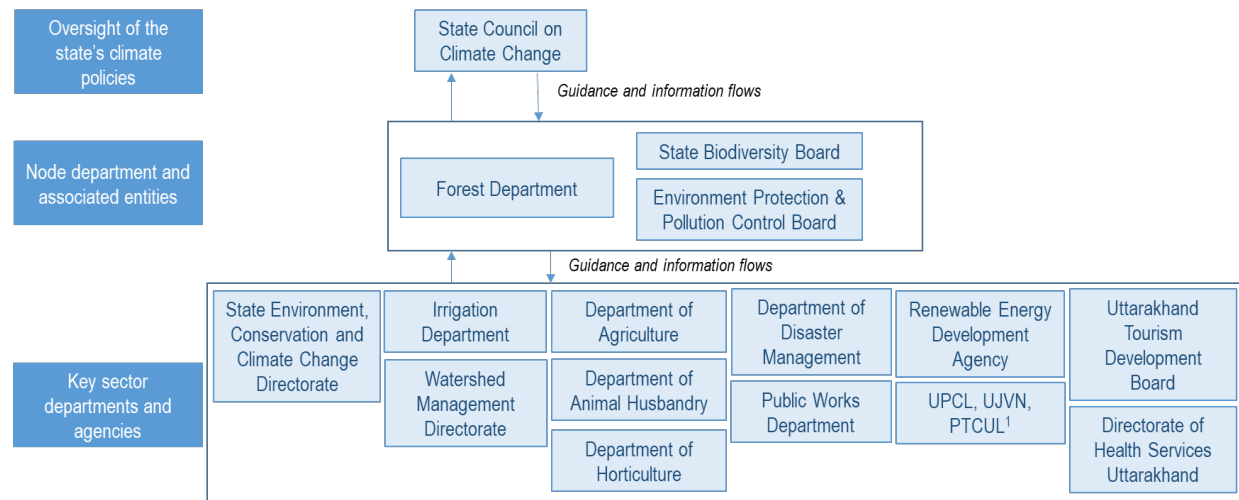 Oversight of the
state's climate
policies
State Council on
Climate Change
Guidance and information flows
Node department and
associated entities
Forest Department
State Biodiversity Board
Environment Protection &
Pollution Control Board
Guidance and information flows
Key sector
departments and
agencies
State Environment,
Conservation and
Climate Change
Directorate
Irrigation
Department
Watershed
Management
Directorate
Department of
Agriculture
Department of
Animal Husbandry
Department of
Horticulture
Department of
Disaster
Management
Public Works
Department
Renewable Energy
Development
Agency
UPCL, UJVN,
PTCUL¹
Uttarakhand
Tourism
Development
Board
Directorate of
Health Services
Uttarakhand